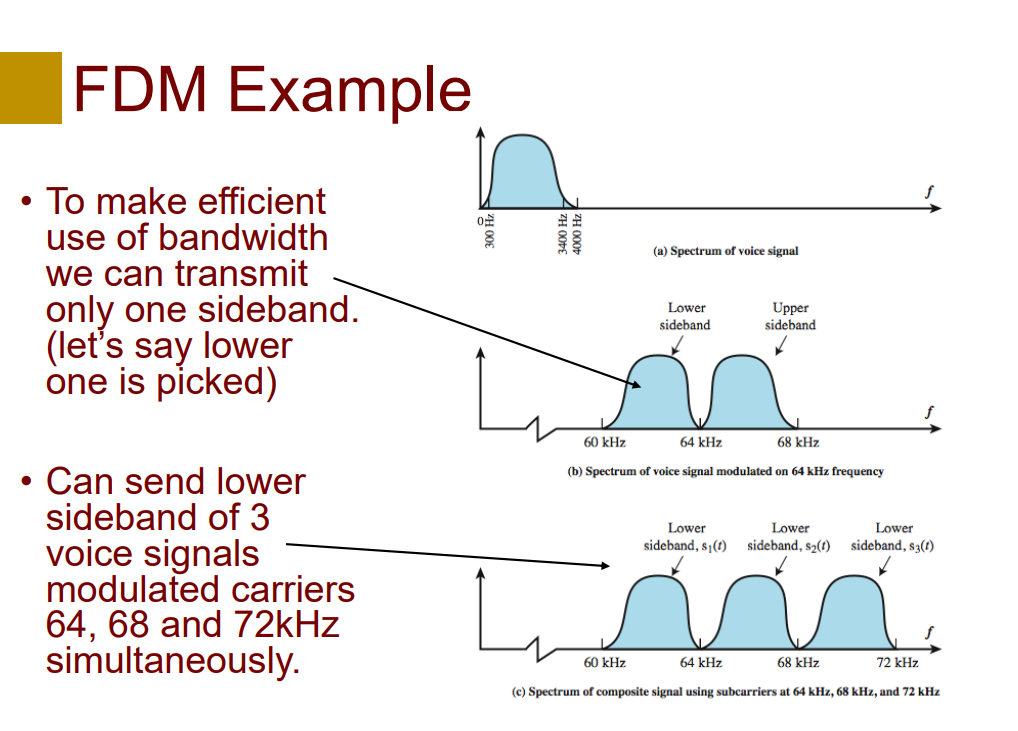 FDM Example
• To make efficient
use of bandwidth
we can transmit
only one sideband.
(let’s say lower
one is picked)
• Can send lower
sideband of 3
voice signals
modulated carriers
64, 68 and 72kHz
simultaneously.
f
0
300 Hz
3400 Hz
4000 Hz
(a) Spectrum of voice signal
Lower
sideband
Upper
sideband
f
60 kHz 64 kHz 68 kHz
(b) Spectrum of voice signal modulated on 64 kHz frequency
Lower
sideband, s₁(t)
Lower
sideband, s₂(t)
Lower
sideband, s₃(t)
f
60 kHz 64 kHz 68 kHz 72 kHz
(c) Spectrum of composite signal using subcarriers at 64 kHz, 68 kHz, and 72 kHz